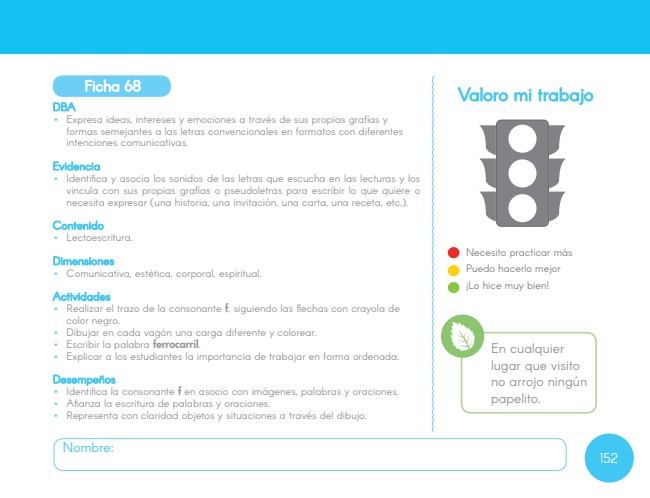 Ficha 68
DBA
• Expresa ideas, intereses y emociones a través de sus propias grafías y
formas semejantes a las letras convencionales en formatos con diferentes
intenciones comunicativas.
Evidencia
• Identifica y asocia los sonidos de las letras que escucha en las lecturas y los
vincula con sus propias grafías o pseudoletras para escribir lo que quiere o
necesita expresar (una historia, una invitación, una carta, una receta, etc.).
Contenido
• Lectoescritura.
Dimensiones
• Comunicativa, estética, corporal, espiritual.
Actividades
• Realizar el trazo de la consonante f, siguiendo las flechas con crayola de
color negro.
• Dibujar en cada vagón una carga diferente y colorear.
• Escribir la palabra ferrocarril.
• Explicar a los estudiantes la importancia de trabajar en forma ordenada.
Desempeños
• Identifica la consonante f en asocio con imágenes, palabras y oraciones.
• Afianza la escritura de palabras y oraciones.
• Representa con claridad objetos y situaciones a través del dibujo.
Valoro mi trabajo
Necesito practicar más
Puedo hacerlo mejor
¡Lo hice muy bien!
En cualquier
lugar que visito
no arrojo ningún
papelito.
Nombre:
152